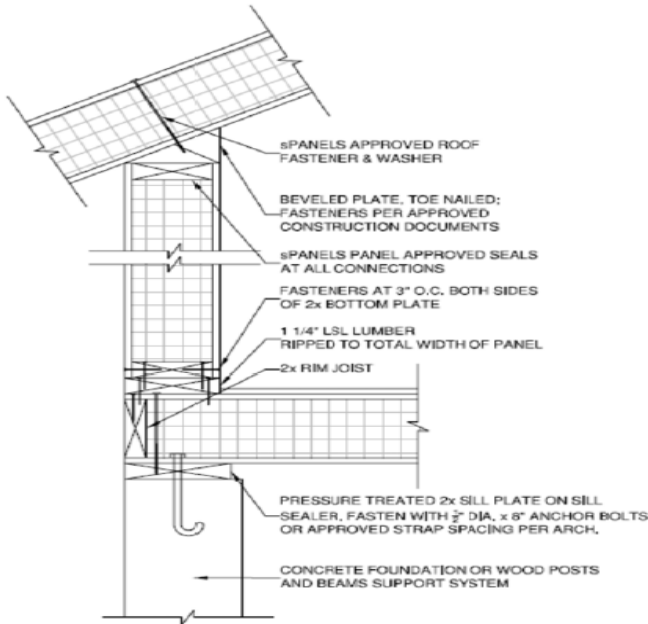 sPANELS APPROVED ROOF
FASTENER & WASHER
BEVELED PLATE, TOE NAILED;
FASTENERS PER APPROVED
CONSTRUCTION DOCUMENTS
sPANELS PANEL APPROVED SEALS
AT ALL CONNECTIONS
FASTENERS AT 3" O.C. BOTH SIDES
OF 2x BOTTOM PLATE
1 1/4" LSL LUMBER
RIPPED TO TOTAL WIDTH OF PANEL
2x RIM JOIST
PRESSURE TREATED 2x SILL PLATE ON SILL
SEALER, FASTEN WITH ½" DIA. x 8" ANCHOR BOLTS
OR APPROVED STRAP SPACING PER ARCH.
CONCRETE FOUNDATION OR WOOD POSTS
AND BEAMS SUPPORT SYSTEM